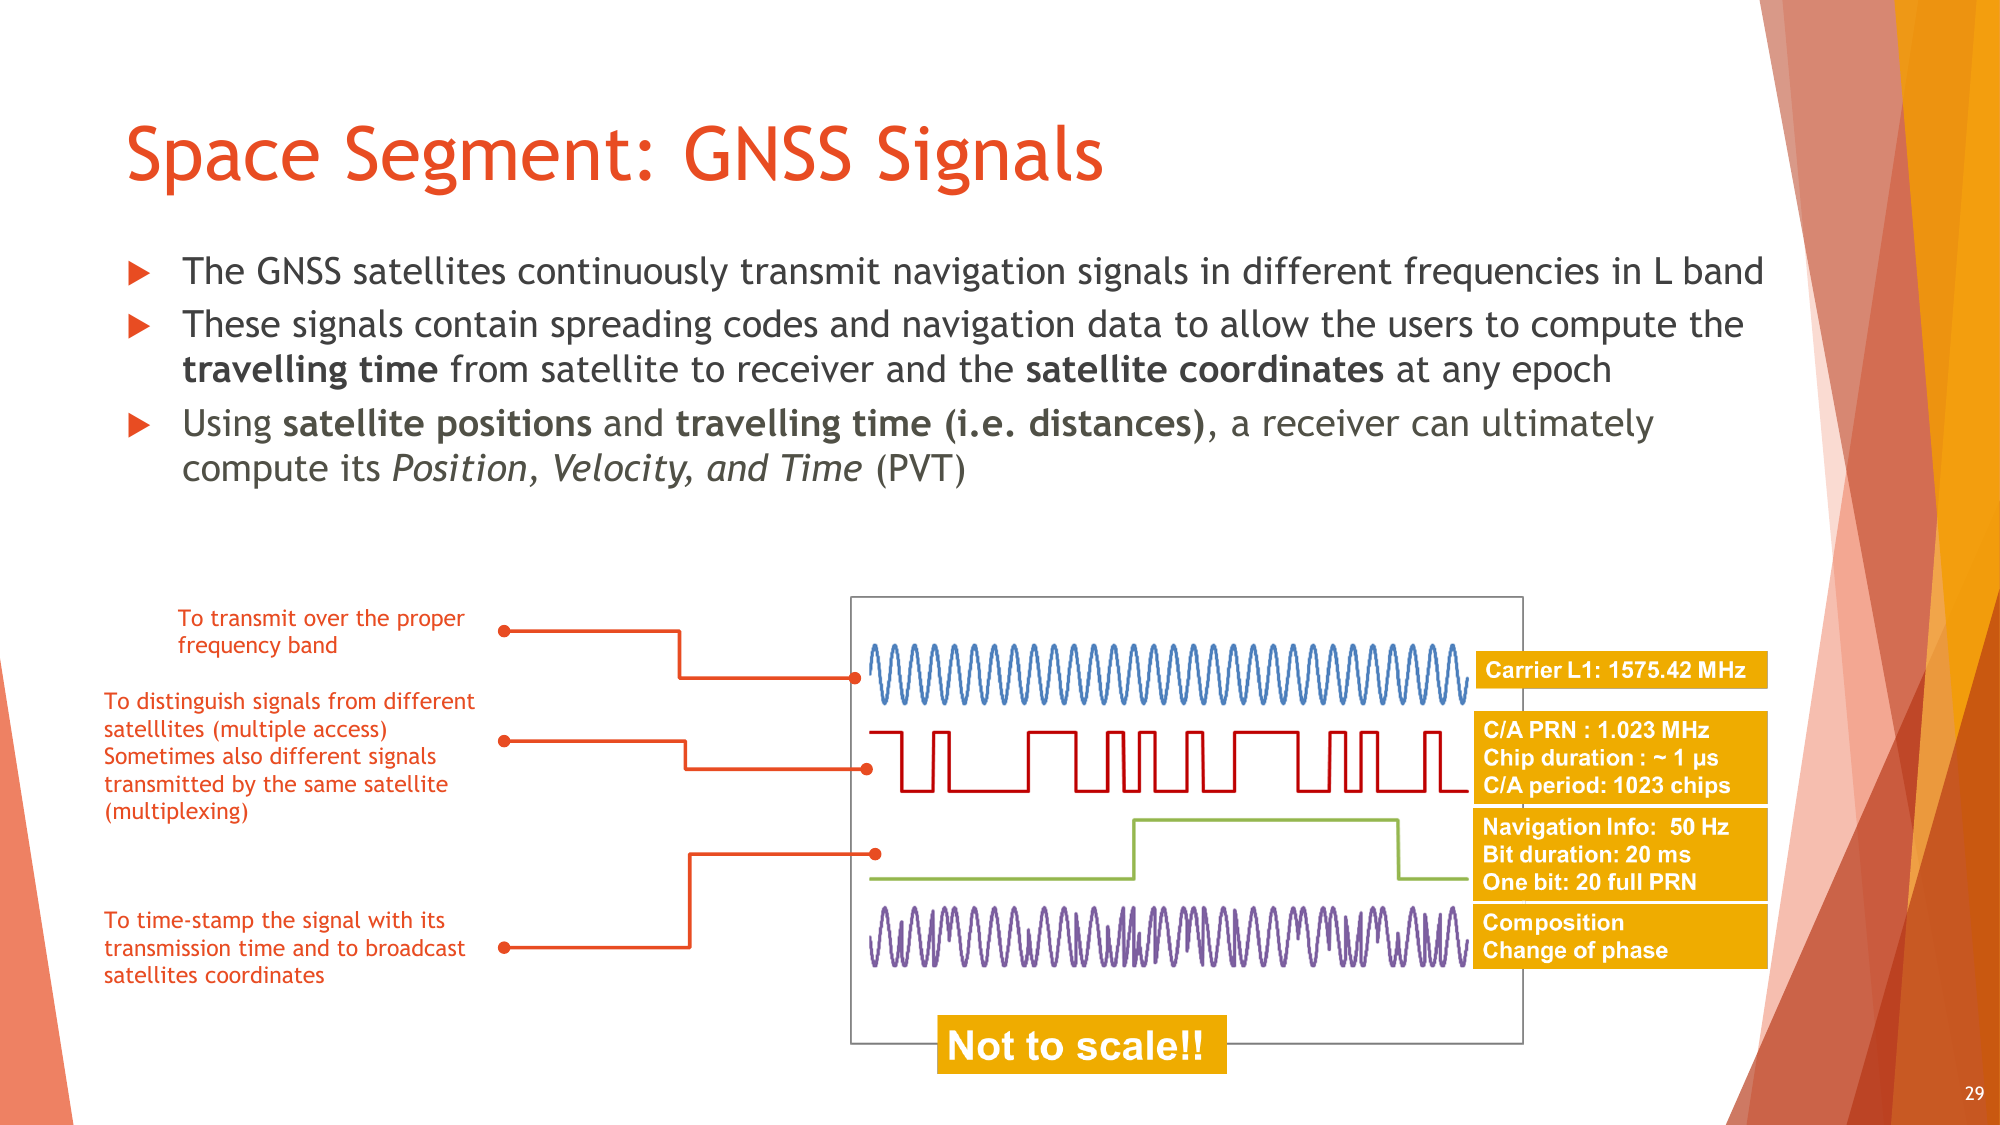 Space Segment: GNSS Signals
The GNSS satellites continuously transmit navigation signals in different frequencies in L band
These signals contain spreading codes and navigation data to allow the users to compute the
travelling time from satellite to receiver and the satellite coordinates at any epoch
Using satellite positions and travelling time (i.e. distances), a receiver can ultimately
compute its Position, Velocity, and Time (PVT)
To transmit over the proper
frequency band
To distinguish signals from different
satelllites (multiple access)
Sometimes also different signals
transmitted by the same satellite
(multiplexing)
To time-stamp the signal with its
transmission time and to broadcast
satellites coordinates
Carrier L1: 1575.42 MHz
C/A PRN : 1.023 MHz
Chip duration : ~ 1 μs
C/A period: 1023 chips
Navigation Info: 50 Hz
Bit duration: 20 ms
One bit: 20 full PRN
Composition
Change of phase
Not to scale!!
29